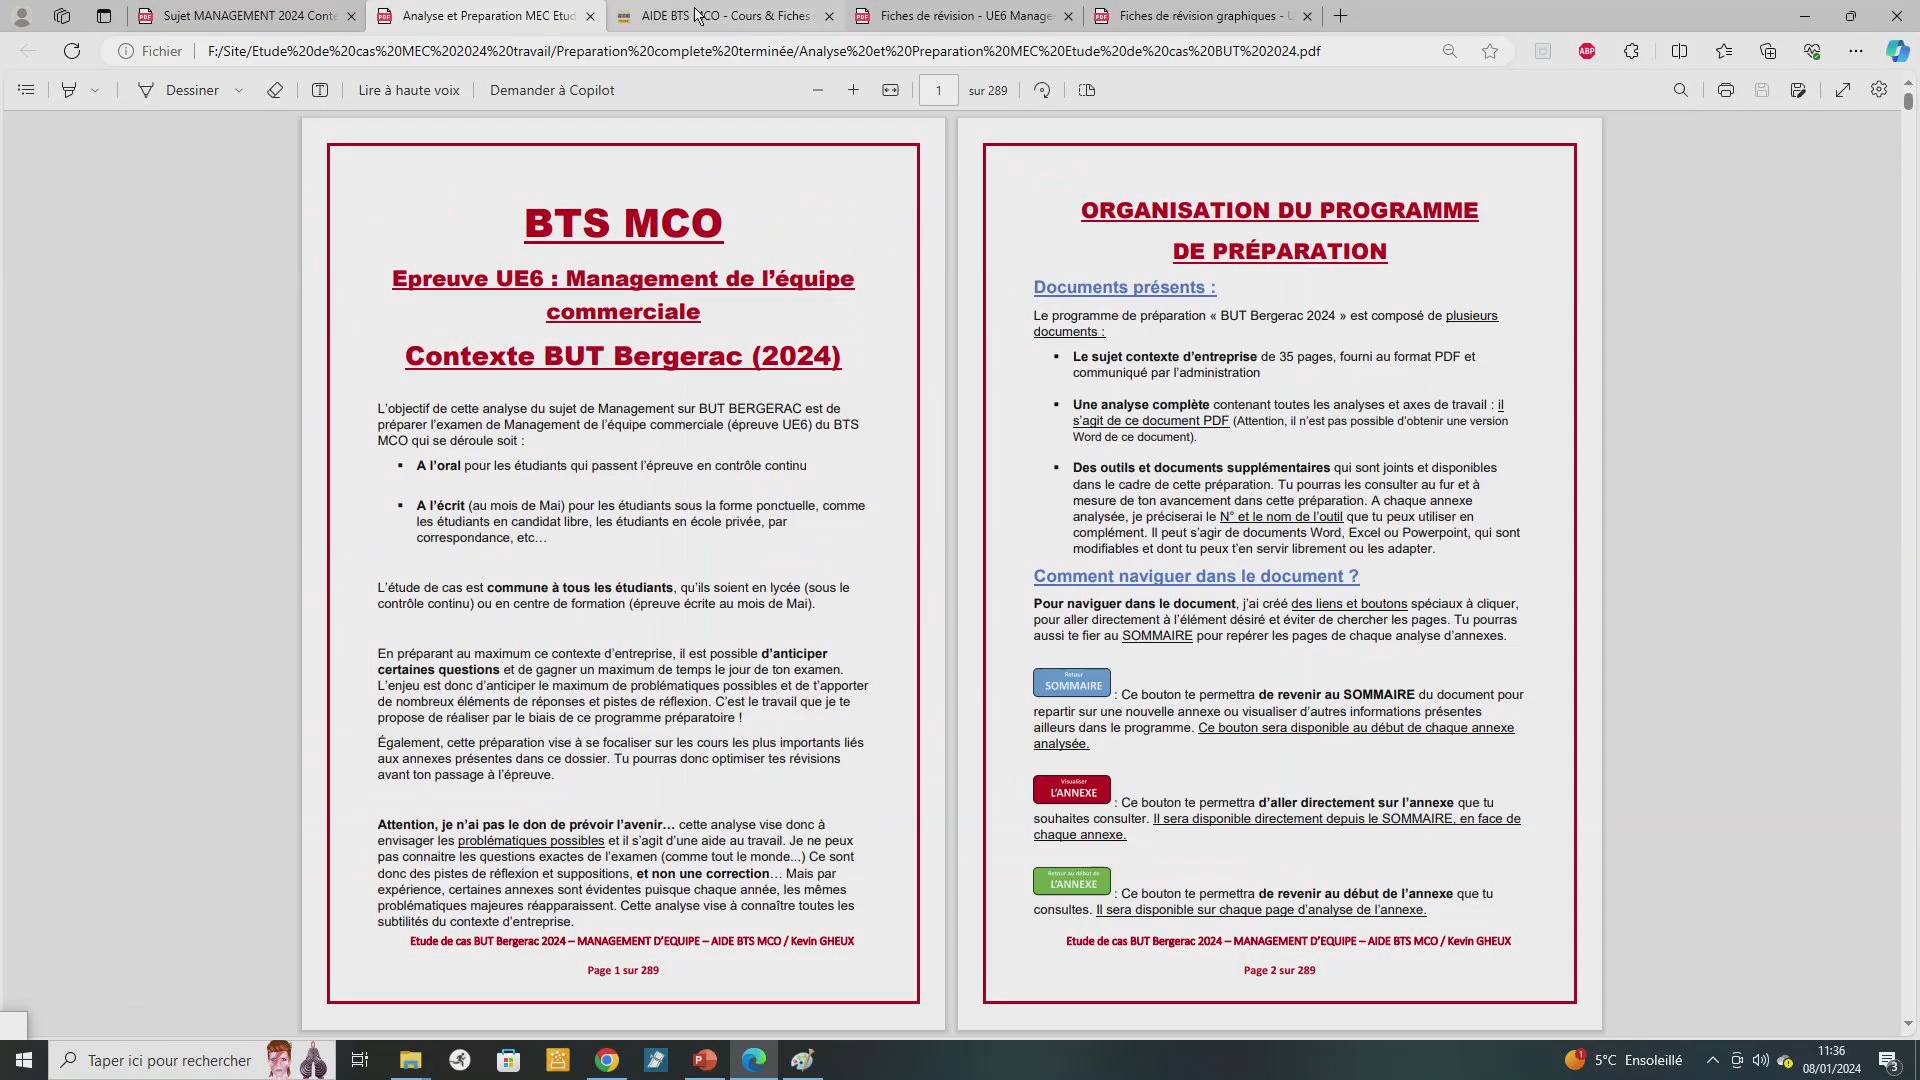 Sujet MANAGEMENT 2024 Conte
Analyse et Preparation MEC Etud
AIDE BTS MCO - Cours & Fiches
Fiches de révision - UE6 Manage
Fiches de révision graphiques - U
Fichier
F:/Site/Etude%20de%20cas%20MEC%202024%20travail/Preparation%20complete%20terminée/Analyse%20et%20Preparation%20MEC%20Etude%20de%20cas%20BUT%202024.pdf
ABP
Dessiner
Lire à haute voix
Demander à Copilot
1
sur 289
BTS MCO
Epreuve UE6 : Management de l'équipe
commerciale
Contexte BUT Bergerac (2024)
L'objectif de cette analyse du sujet de Management sur BUT BERGERAC est de
préparer l'examen de Management de l'équipe commerciale (épreuve UE6) du BTS
MCO qui se déroule soit :
▪ A l'oral pour les étudiants qui passent l'épreuve en contrôle continu
▪ A l'écrit (au mois de Mai) pour les étudiants sous la forme ponctuelle, comme
les étudiants en candidat libre, les étudiants en école privée, par
correspondance, etc…
L'étude de cas est commune à tous les étudiants, qu'ils soient en lycée (sous le
contrôle continu) ou en centre de formation (épreuve écrite au mois de Mai).
En préparant au maximum ce contexte d'entreprise, il est possible d'anticiper
certaines questions et de gagner un maximum de temps le jour de ton examen.
L'enjeu est donc d'anticiper le maximum de problématiques possibles et de t'apporter
de nombreux éléments de réponses et pistes de réflexion. C'est le travail que je te
propose de réaliser par le biais de ce programme préparatoire !
Également, cette préparation vise à se focaliser sur les cours les plus importants liés
aux annexes présentes dans ce dossier. Tu pourras donc optimiser tes révisions
avant ton passage à l'épreuve.
Attention, je n'ai pas le don de prévoir l'avenir… cette analyse vise donc à
envisager les problématiques possibles et il s'agit d'une aide au travail. Je ne peux
pas connaitre les questions exactes de l'examen (comme tout le monde...) Ce sont
donc des pistes de réflexion et suppositions, et non une correction… Mais par
expérience, certaines annexes sont évidentes puisque chaque année, les mêmes
problématiques majeures réapparaissent. Cette analyse vise à connaître toutes les
subtilités du contexte d'entreprise.
Etude de cas BUT Bergerac 2024 – MANAGEMENT D'EQUIPE – AIDE BTS MCO / Kevin GHEUX
Page 1 sur 289
ORGANISATION DU PROGRAMME
DE PRÉPARATION
Documents présents :
Le programme de préparation « BUT Bergerac 2024 » est composé de plusieurs
documents :
▪ Le sujet contexte d'entreprise de 35 pages, fourni au format PDF et
communiqué par l'administration
▪ Une analyse complète contenant toutes les analyses et axes de travail : il
s'agit de ce document PDF (Attention, il n'est pas possible d'obtenir une version
Word de ce document).
▪ Des outils et documents supplémentaires qui sont joints et disponibles
dans le cadre de cette préparation. Tu pourras les consulter au fur et à
mesure de ton avancement dans cette préparation. A chaque annexe
analysée, je préciserai le N° et le nom de l'outil que tu peux utiliser en
complément. Il peut s'agir de documents Word, Excel ou Powerpoint, qui sont
modifiables et dont tu peux t'en servir librement ou les adapter.
Comment naviguer dans le document ?
Pour naviguer dans le document, j'ai créé des liens et boutons spéciaux à cliquer,
pour aller directement à l'élément désiré et éviter de chercher les pages. Tu pourras
aussi te fier au SOMMAIRE pour repérer les pages de chaque analyse d'annexes.
Retour
SOMMAIRE : Ce bouton te permettra de revenir au SOMMAIRE du document pour
repartir sur une nouvelle annexe ou visualiser d'autres informations présentes
ailleurs dans le programme. Ce bouton sera disponible au début de chaque annexe
analysée.
Visualiser
L'ANNEXE : Ce bouton te permettra d'aller directement sur l'annexe que tu
souhaites consulter. Il sera disponible directement depuis le SOMMAIRE, en face de
chaque annexe.
Retour au début de
L'ANNEXE : Ce bouton te permettra de revenir au début de l'annexe que tu
consultes. Il sera disponible sur chaque page d'analyse de l'annexe.
Etude de cas BUT Bergerac 2024 – MANAGEMENT D'EQUIPE – AIDE BTS MCO / Kevin GHEUX
Page 2 sur 289
Taper ici pour rechercher
5°C Ensoleillé
11:36
08/01/2024
3